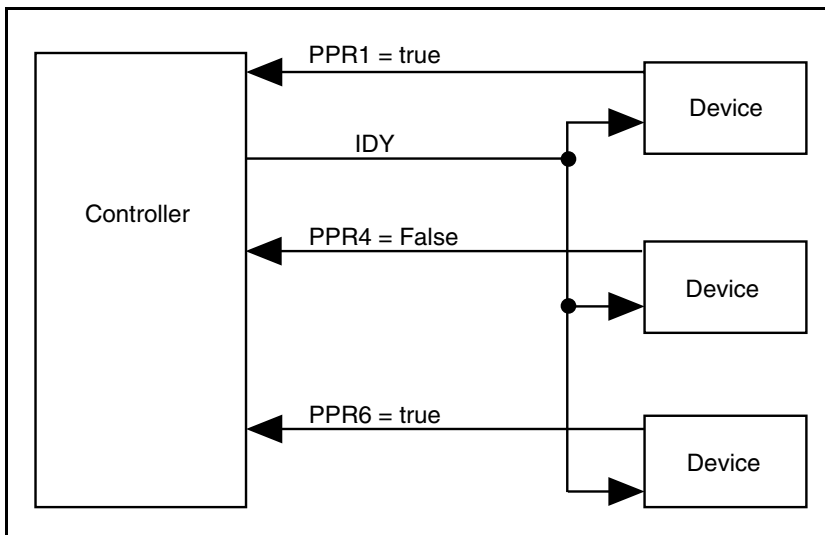 PPR1 = true
Device
IDY
Controller
PPR4 = False
Device
PPR6 = true
Device